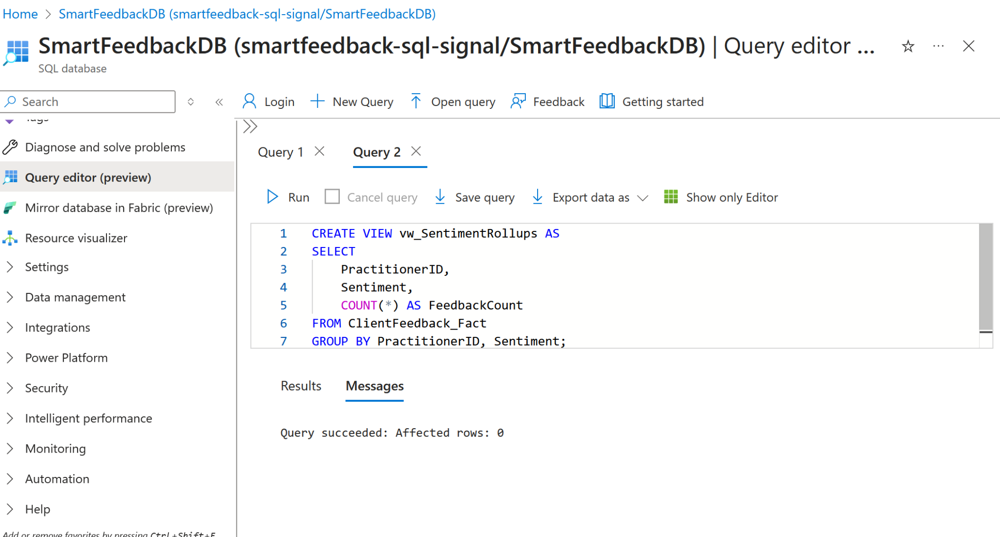 Home > SmartFeedbackDB (smartfeedback-sql-signal/SmartFeedbackDB)
SmartFeedbackDB (smartfeedback-sql-signal/SmartFeedbackDB) | Query editor ...
SQL database
Search
Login
New Query
Open query
Feedback
Getting started
Tags
Diagnose and solve problems
Query editor (preview)
Mirror database in Fabric (preview)
Resource visualizer
Settings
Data management
Integrations
Power Platform
Security
Intelligent performance
Monitoring
Automation
Help
Add or remove favorites by pressing Ctrl+Shift+F
Query 1
Query 2
Run
Cancel query
Save query
Export data as
Show only Editor
1 CREATE VIEW vw_SentimentRollups AS
2 SELECT
3 PractitionerID,
4 Sentiment,
5 COUNT(*) AS FeedbackCount
6 FROM ClientFeedback_Fact
7 GROUP BY PractitionerID, Sentiment;
Results
Messages
Query succeeded: Affected rows: 0